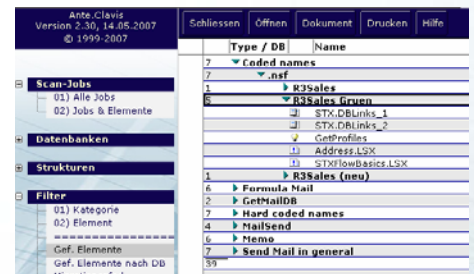 Ante.Clavis
Version 2.30, 14.05.2007
© 1999-2007
Schliessen
Öffnen
Dokument
Drucken
Hilfe
Type / DB Name
Scan-Jobs
01) Alle Jobs
02) Jobs & Elemente
Datenbanken
Strukturen
Filter
01) Kategorie
02) Element
Gef. Elemente
Gef. Elemente nach DB
7 Coded names
7 .nsf
1 R3Sales
5 R3Sales Gruen
STX.DBLinks_1
STX.DBLinks_2
GetProfiles
Address.LSX
STXFlowBasics.LSX
1 R3Sales (neu)
6 Formula Mail
2 GetMailDB
7 Hard coded names
4 MailSend
6 Memo
7 Send Mail in general
39